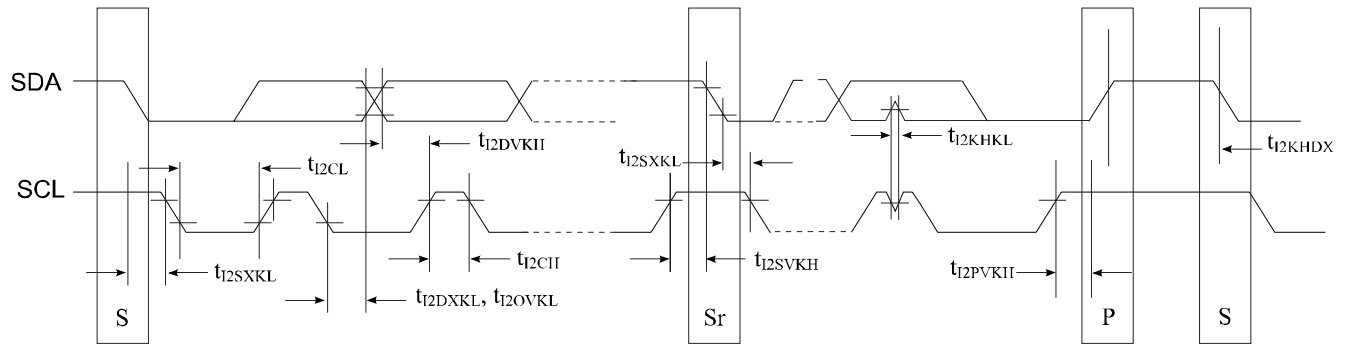 SDA
tI2DVKH
tI2SXKL
tI2KHKL
tI2KHDX
tI2CL
SCL
tI2SXKL
tI2CH
tI2SVKH
tI2PVKH
tI2DXKL, tI2OVKL
S
Sr
P
S